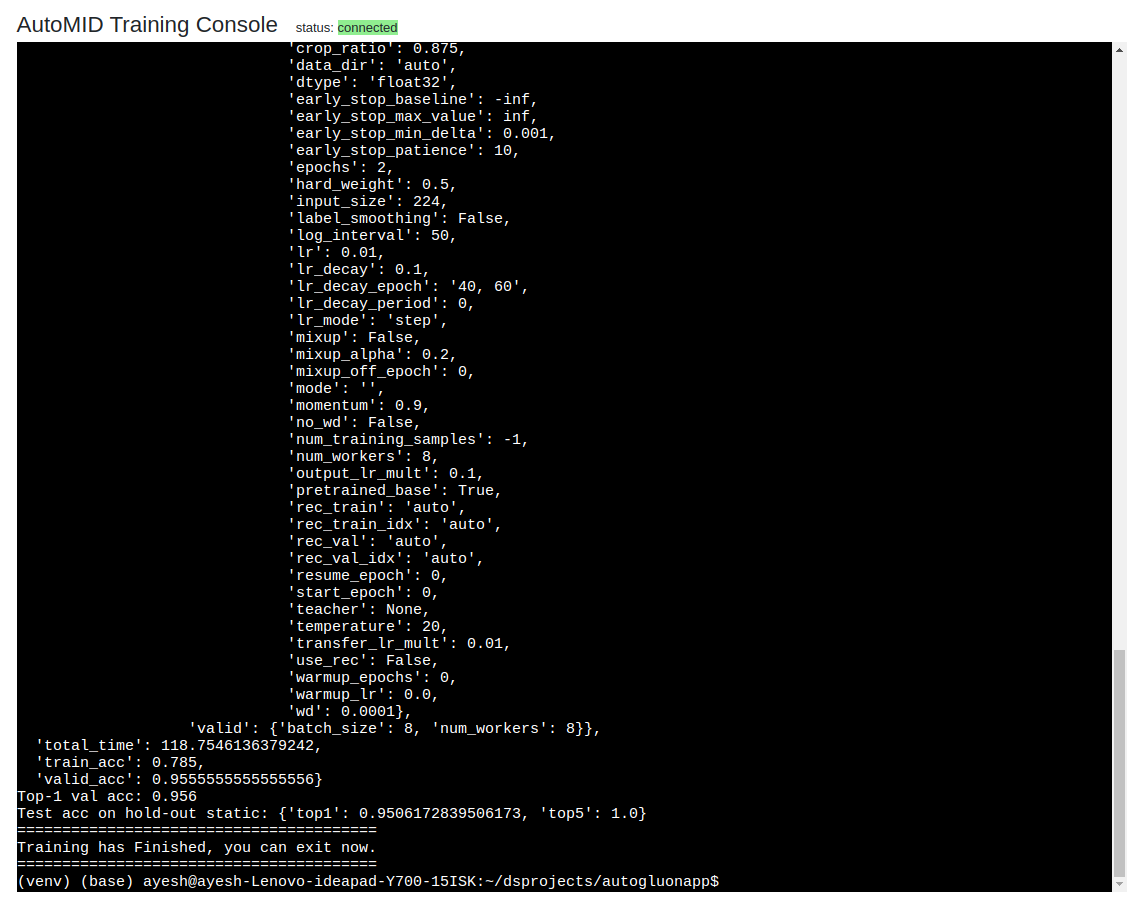 AutoMID Training Console status: connected
'crop_ratio': 0.875,
'data_dir': 'auto',
'dtype': 'float32',
'early_stop_baseline': -inf,
'early_stop_max_value': inf,
'early_stop_min_delta': 0.001,
'early_stop_patience': 10,
'epochs': 2,
'hard_weight': 0.5,
'input_size': 224,
'label_smoothing': False,
'log_interval': 50,
'lr': 0.01,
'lr_decay': 0.1,
'lr_decay_epoch': '40, 60',
'lr_decay_period': 0,
'lr_mode': 'step',
'mixup': False,
'mixup_alpha': 0.2,
'mixup_off_epoch': 0,
'mode': '',
'momentum': 0.9,
'no_wd': False,
'num_training_samples': -1,
'num_workers': 8,
'output_lr_mult': 0.1,
'pretrained_base': True,
'rec_train': 'auto',
'rec_train_idx': 'auto',
'rec_val': 'auto',
'rec_val_idx': 'auto',
'resume_epoch': 0,
'start_epoch': 0,
'teacher': None,
'temperature': 20,
'transfer_lr_mult': 0.01,
'use_rec': False,
'warmup_epochs': 0,
'warmup_lr': 0.0,
'wd': 0.0001},
'valid': {'batch_size': 8, 'num_workers': 8}},
'total_time': 118.7546136379242,
'train_acc': 0.785,
'valid_acc': 0.9555555555555556}
Top-1 val acc: 0.956
Test acc on hold-out static: {'top1': 0.9506172839506173, 'top5': 1.0}
========================================
Training has Finished, you can exit now.
========================================
(venv) (base) ayesh@ayesh-Lenovo-ideapad-Y700-15ISK:~/dsprojects/autogluonapp$